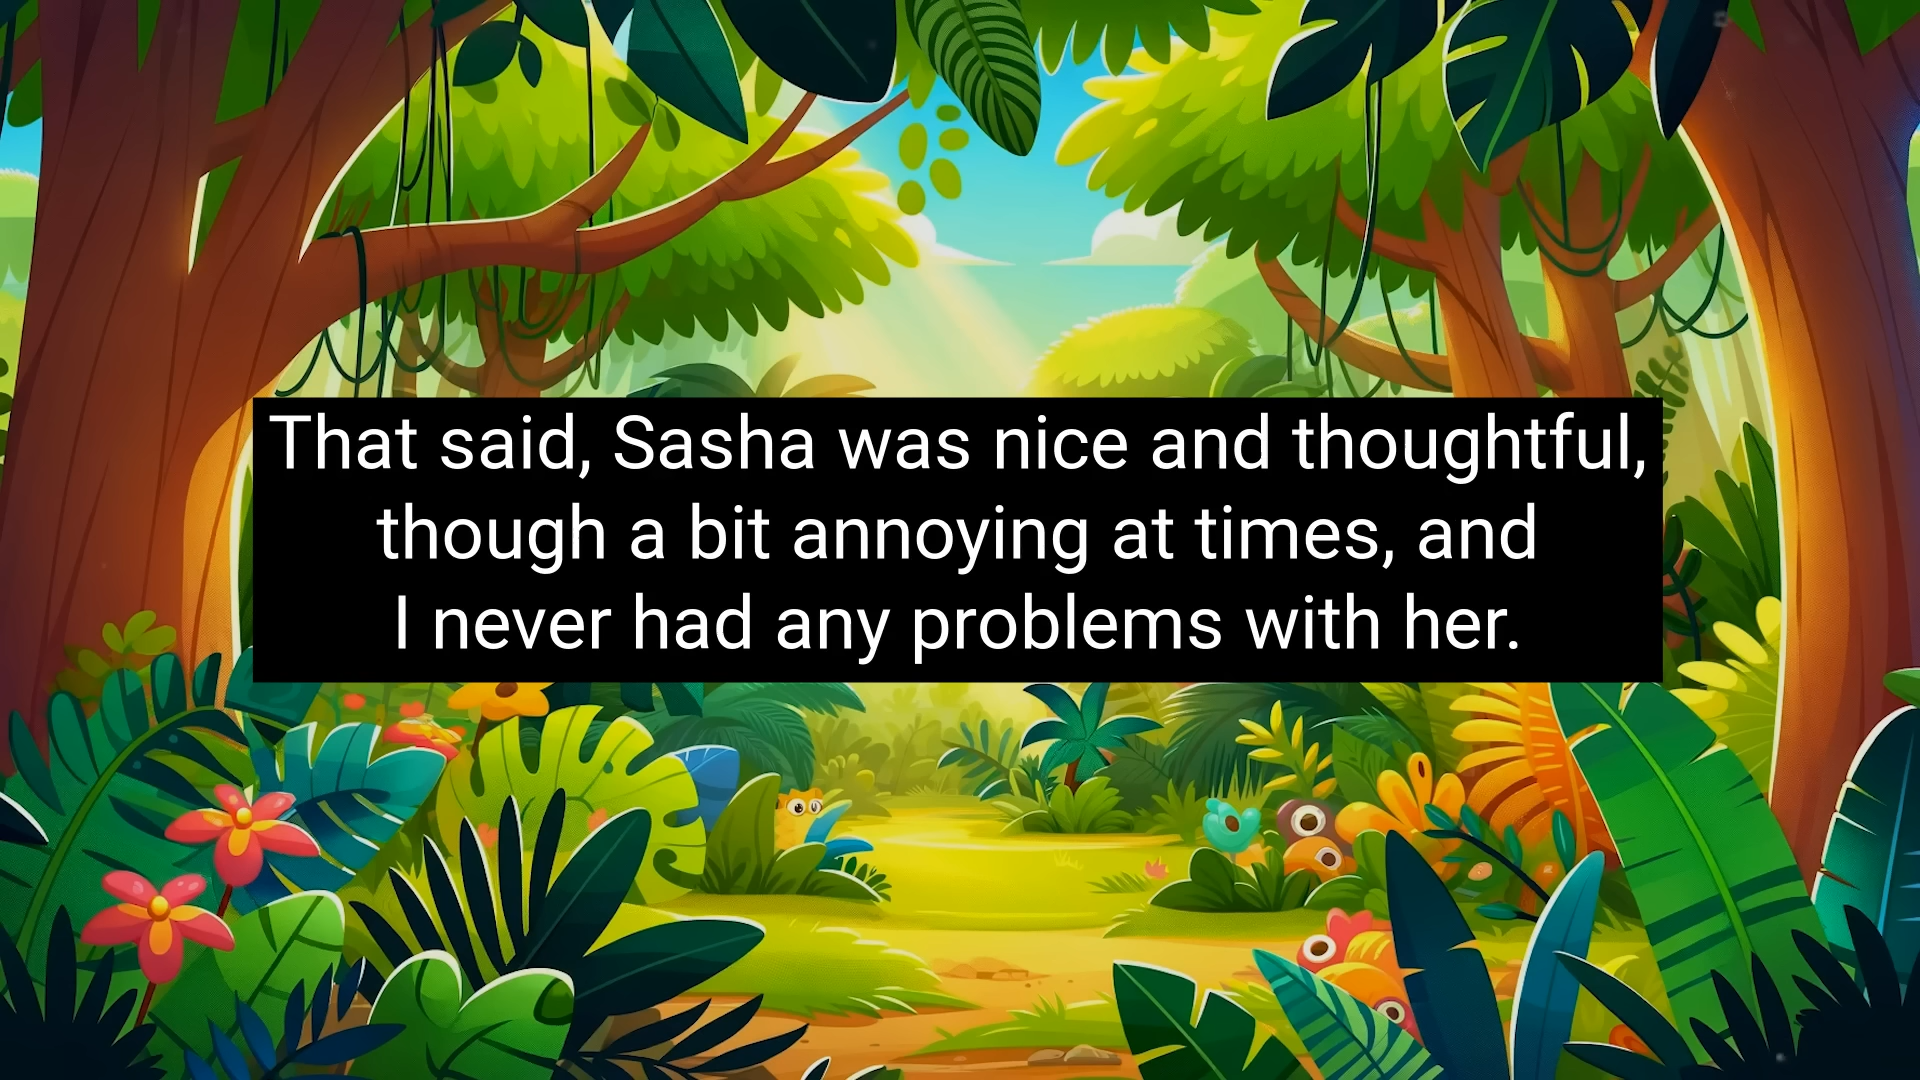 That said, Sasha was nice and thoughtful,
though a bit annoying at times, and
I never had any problems with her.